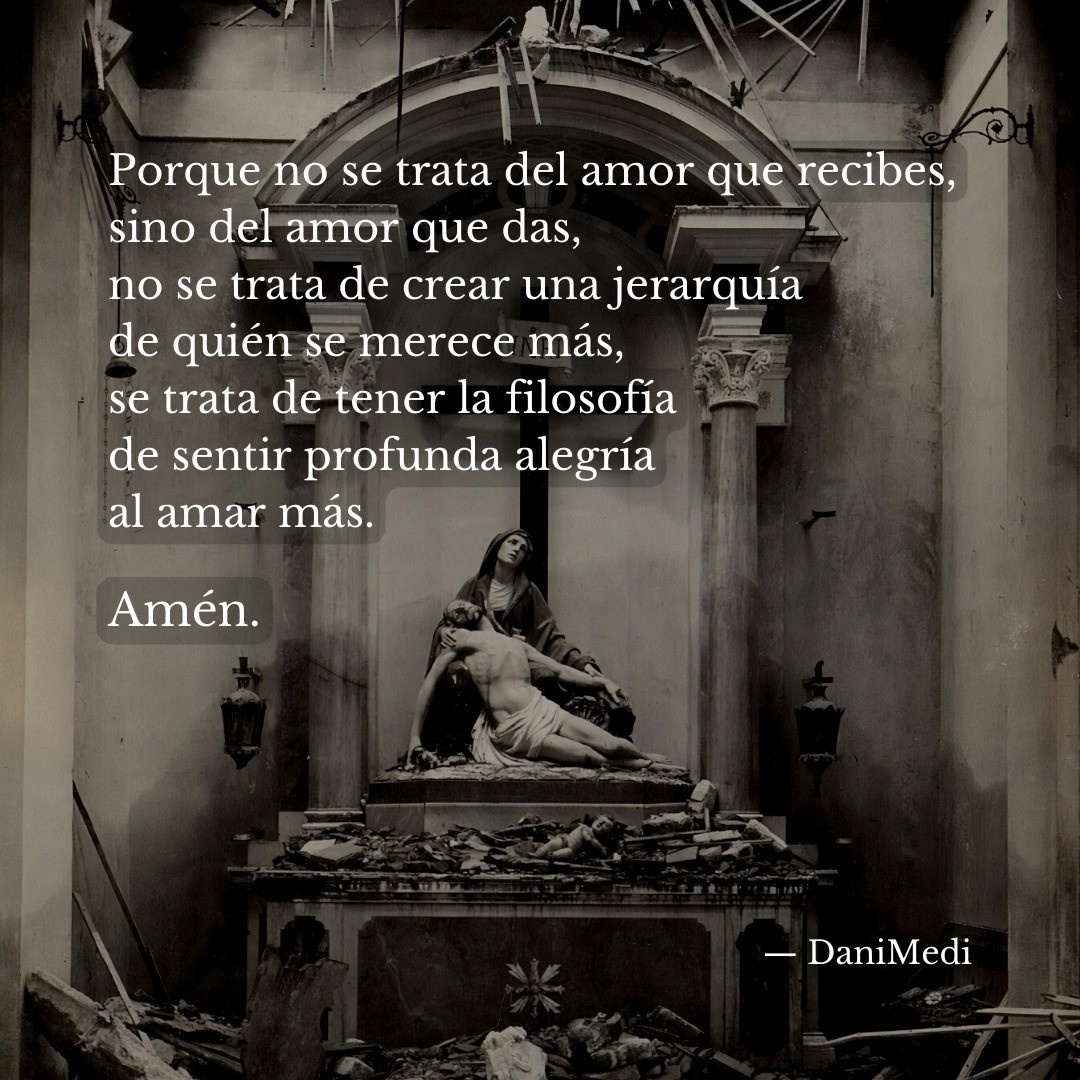 Porque no se trata del amor que recibes,
sino del amor que das,
no se trata de crear una jerarquía
de quién se merece más,
se trata de tener la filosofía
de sentir profunda alegría
al amar más.
Amén.
— DaniMedi